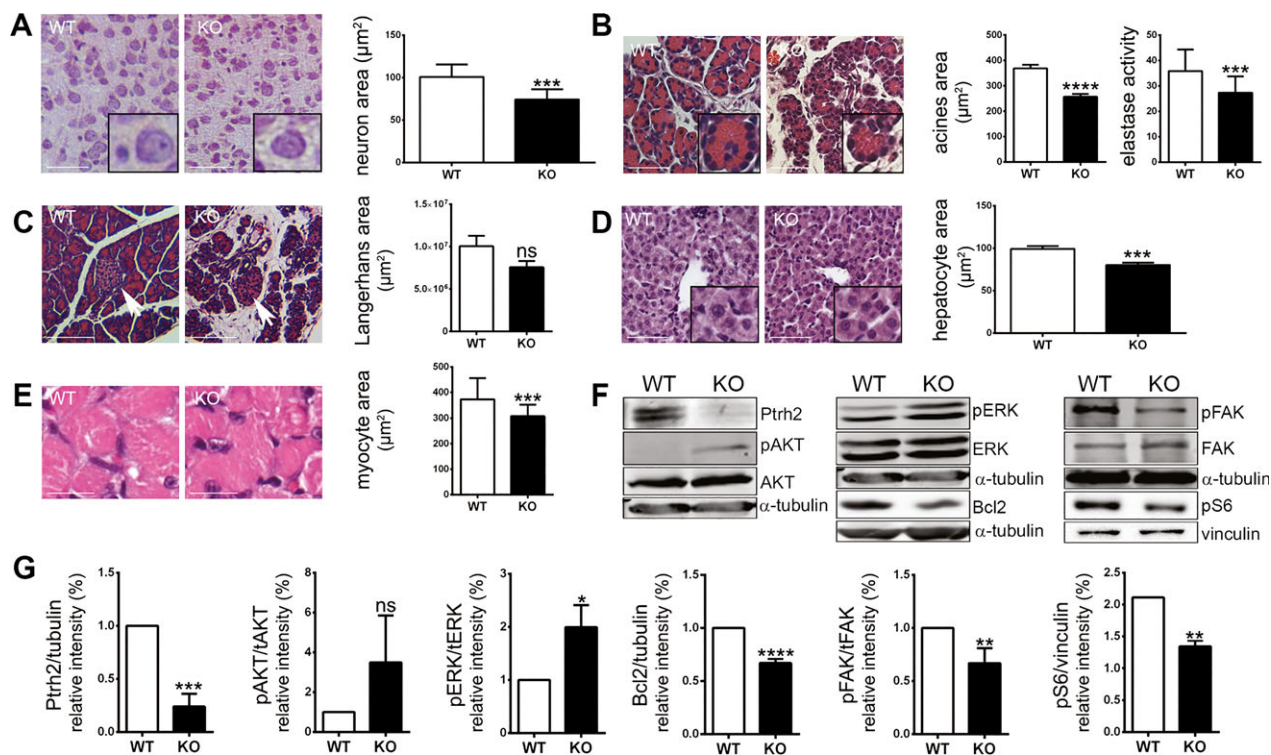 A
WT
KO
neuron area (µm²)
150
100
50
0
***
WT
KO
B
WT
acines area
(µm²)
500
400
300
200
100
0
****
WT
KO
elastase activity
50
40
30
20
10
0
***
WT
KO
C
WT
KO
Langerhans area
(µm²)
1.5×10⁷
1.0×10⁷
5.0×10⁶
0
ns
WT
KO
D
WT
KO
hepatocyte area
(µm²)
150
100
50
0
***
WT
KO
E
WT
KO
myocyte area
(µm²)
500
400
300
200
100
0
***
WT
KO
F
WT KO
Ptrh2
pAKT
AKT
α-tubulin
WT KO
pERK
ERK
α-tubulin
Bcl2
α-tubulin
WT KO
pFAK
FAK
α-tubulin
pS6
vinculin
G
Ptrh2/tubulin
relative intensity (%)
1.5
1.0
0.5
0.0
***
WT KO
pAKT/tAKT
relative intensity (%)
8
6
4
2
0
ns
WT KO
pERK/tERK
relative intensity (%)
3
2
1
0
*
WT KO
Bcl2/tubulin
relative intensity (%)
1.5
1.0
0.5
0.0
****
WT KO
pFAK/tFAK
relative intensity (%)
1.5
1.0
0.5
0.0
**
WT KO
pS6/vinculin
relative intensity (%)
2.5
2.0
1.5
1.0
0.5
0.0
**
WT KO